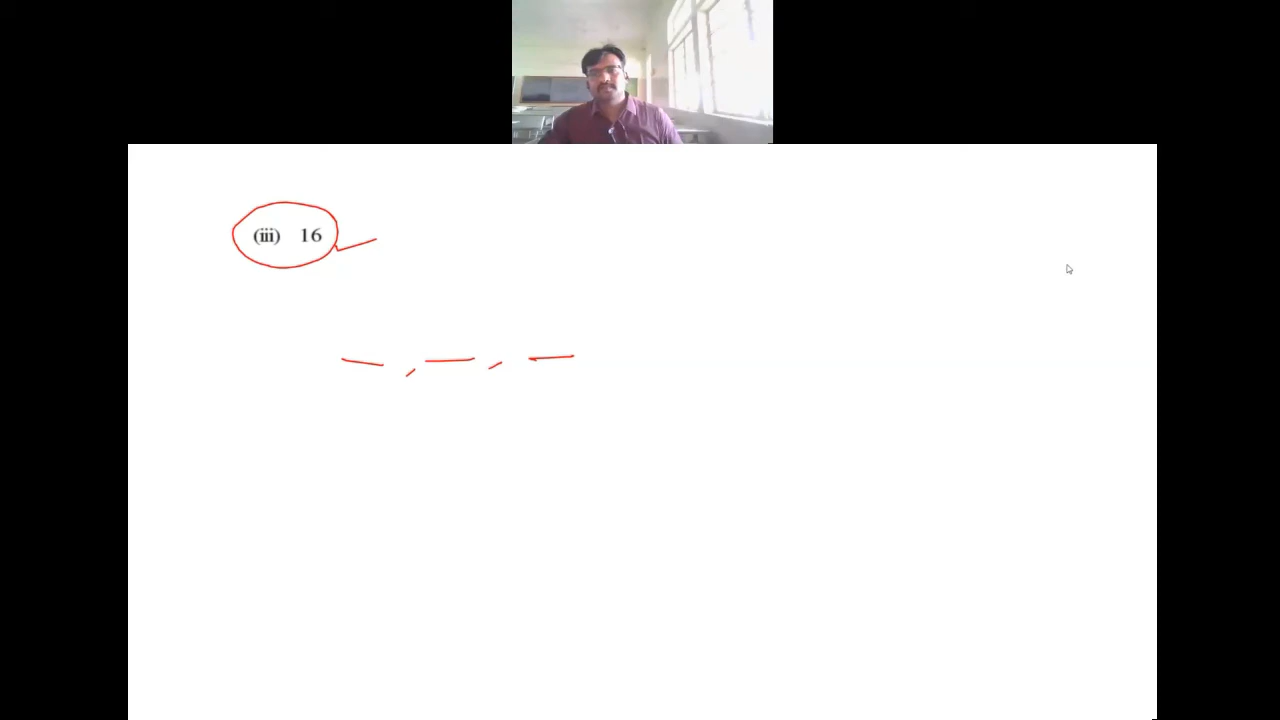 (iii) 16
_ , _ , _